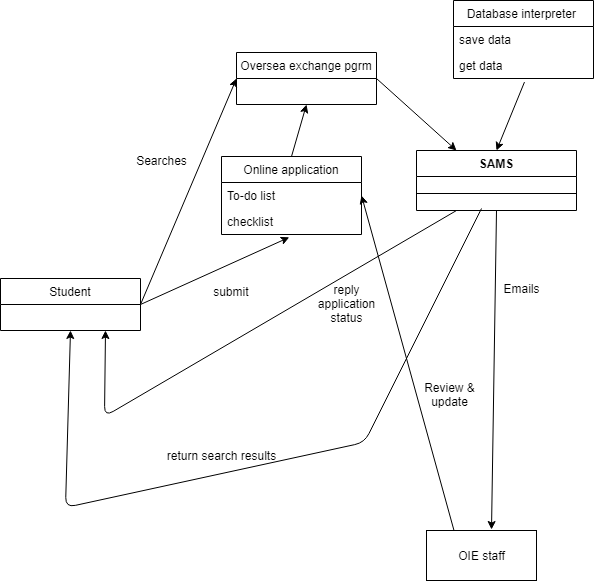 Database interpreter
save data
get data
Oversea exchange pgrm
Searches
Online application
To-do list
checklist
SAMS
Student
submit
reply
application
status
Emails
Review &
update
return search results
OIE staff